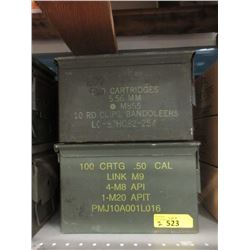 CARTRIDGES
5.56 MM
M855
10 RD CLIPS BANDOLEERS
100 CRTG .50 CAL
LINK M9
4-M8 API
1-M20 APIT
PMJ10A001L016
2 523